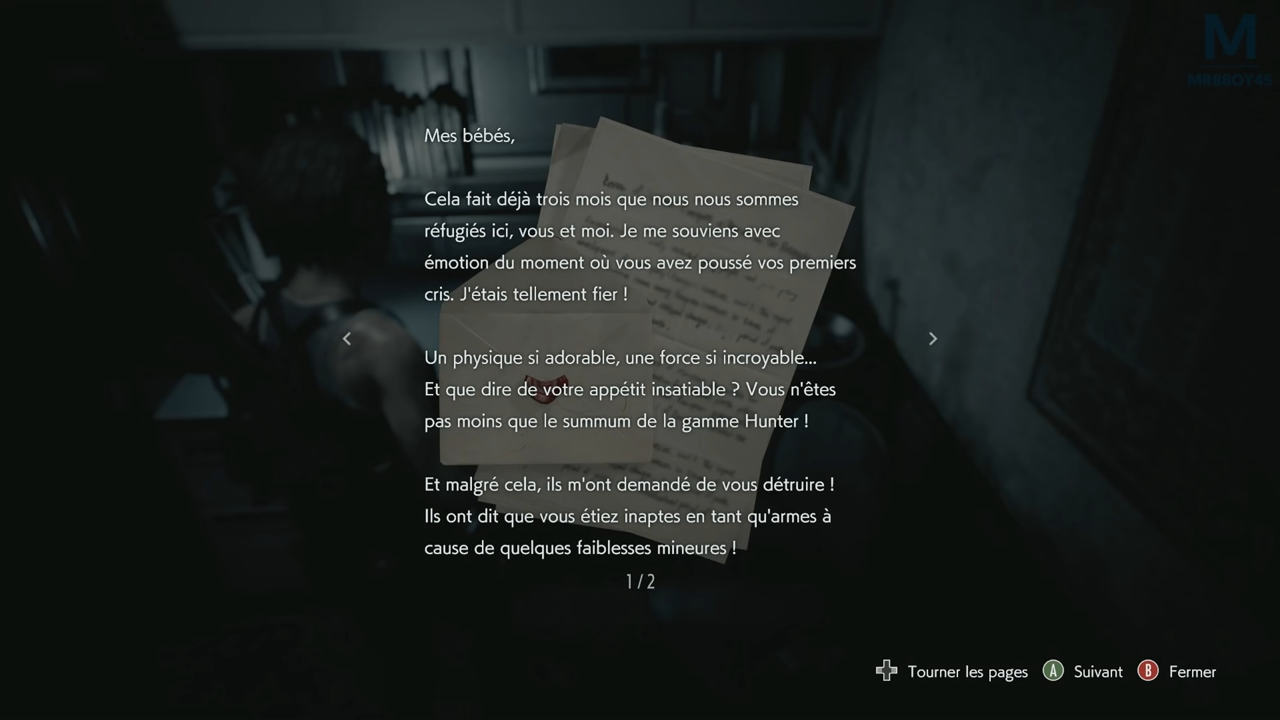 M
MRBBOY45
Mes bébés,
Cela fait déjà trois mois que nous nous sommes
réfugiés ici, vous et moi. Je me souviens avec
émotion du moment où vous avez poussé vos premiers
cris. J'étais tellement fier !
Un physique si adorable, une force si incroyable...
Et que dire de votre appétit insatiable ? Vous n'êtes
pas moins que le summum de la gamme Hunter !
Et malgré cela, ils m'ont demandé de vous détruire !
Ils ont dit que vous étiez inaptes en tant qu'armes à
cause de quelques faiblesses mineures !
1 / 2
Tourner les pages A Suivant B Fermer